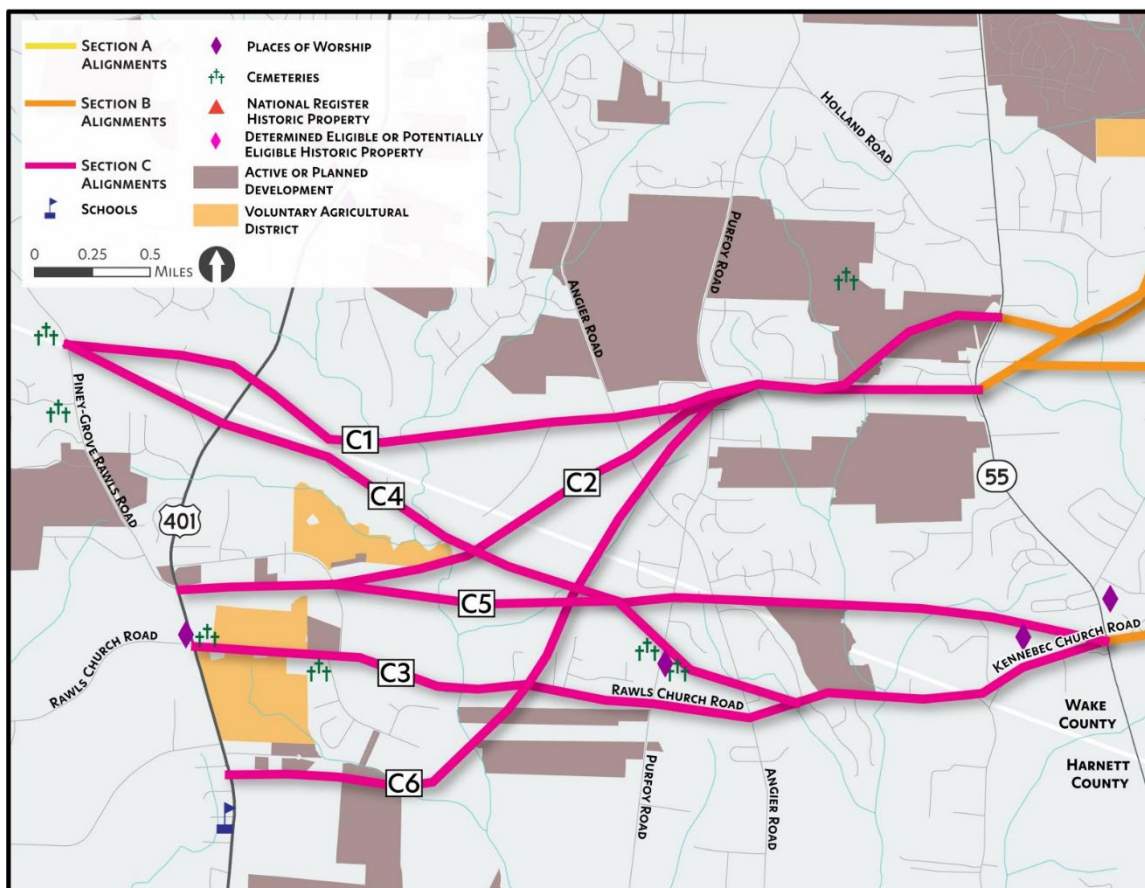 SECTION A
ALIGNMENTS
SECTION B
ALIGNMENTS
SECTION C
ALIGNMENTS
SCHOOLS
0 0.25 0.5
MILES
PLACES OF WORSHIP
CEMETERIES
NATIONAL REGISTER
HISTORIC PROPERTY
DETERMINED ELIGIBLE OR POTENTIALLY
ELIGIBLE HISTORIC PROPERTY
ACTIVE OR PLANNED
DEVELOPMENT
VOLUNTARY AGRICULTURAL
DISTRICT
HOLLAND ROAD
PURFOY ROAD
ANGIER ROAD
PINEY-GROVE RAWLS ROAD
C1
C2
C4
55
401
C5
KENNEBEC CHURCH ROAD
RAWLS CHURCH ROAD
C3
RAWLS CHURCH ROAD
WAKE
COUNTY
HARNETT
COUNTY
C6
PURFOY ROAD
ANGIER ROAD